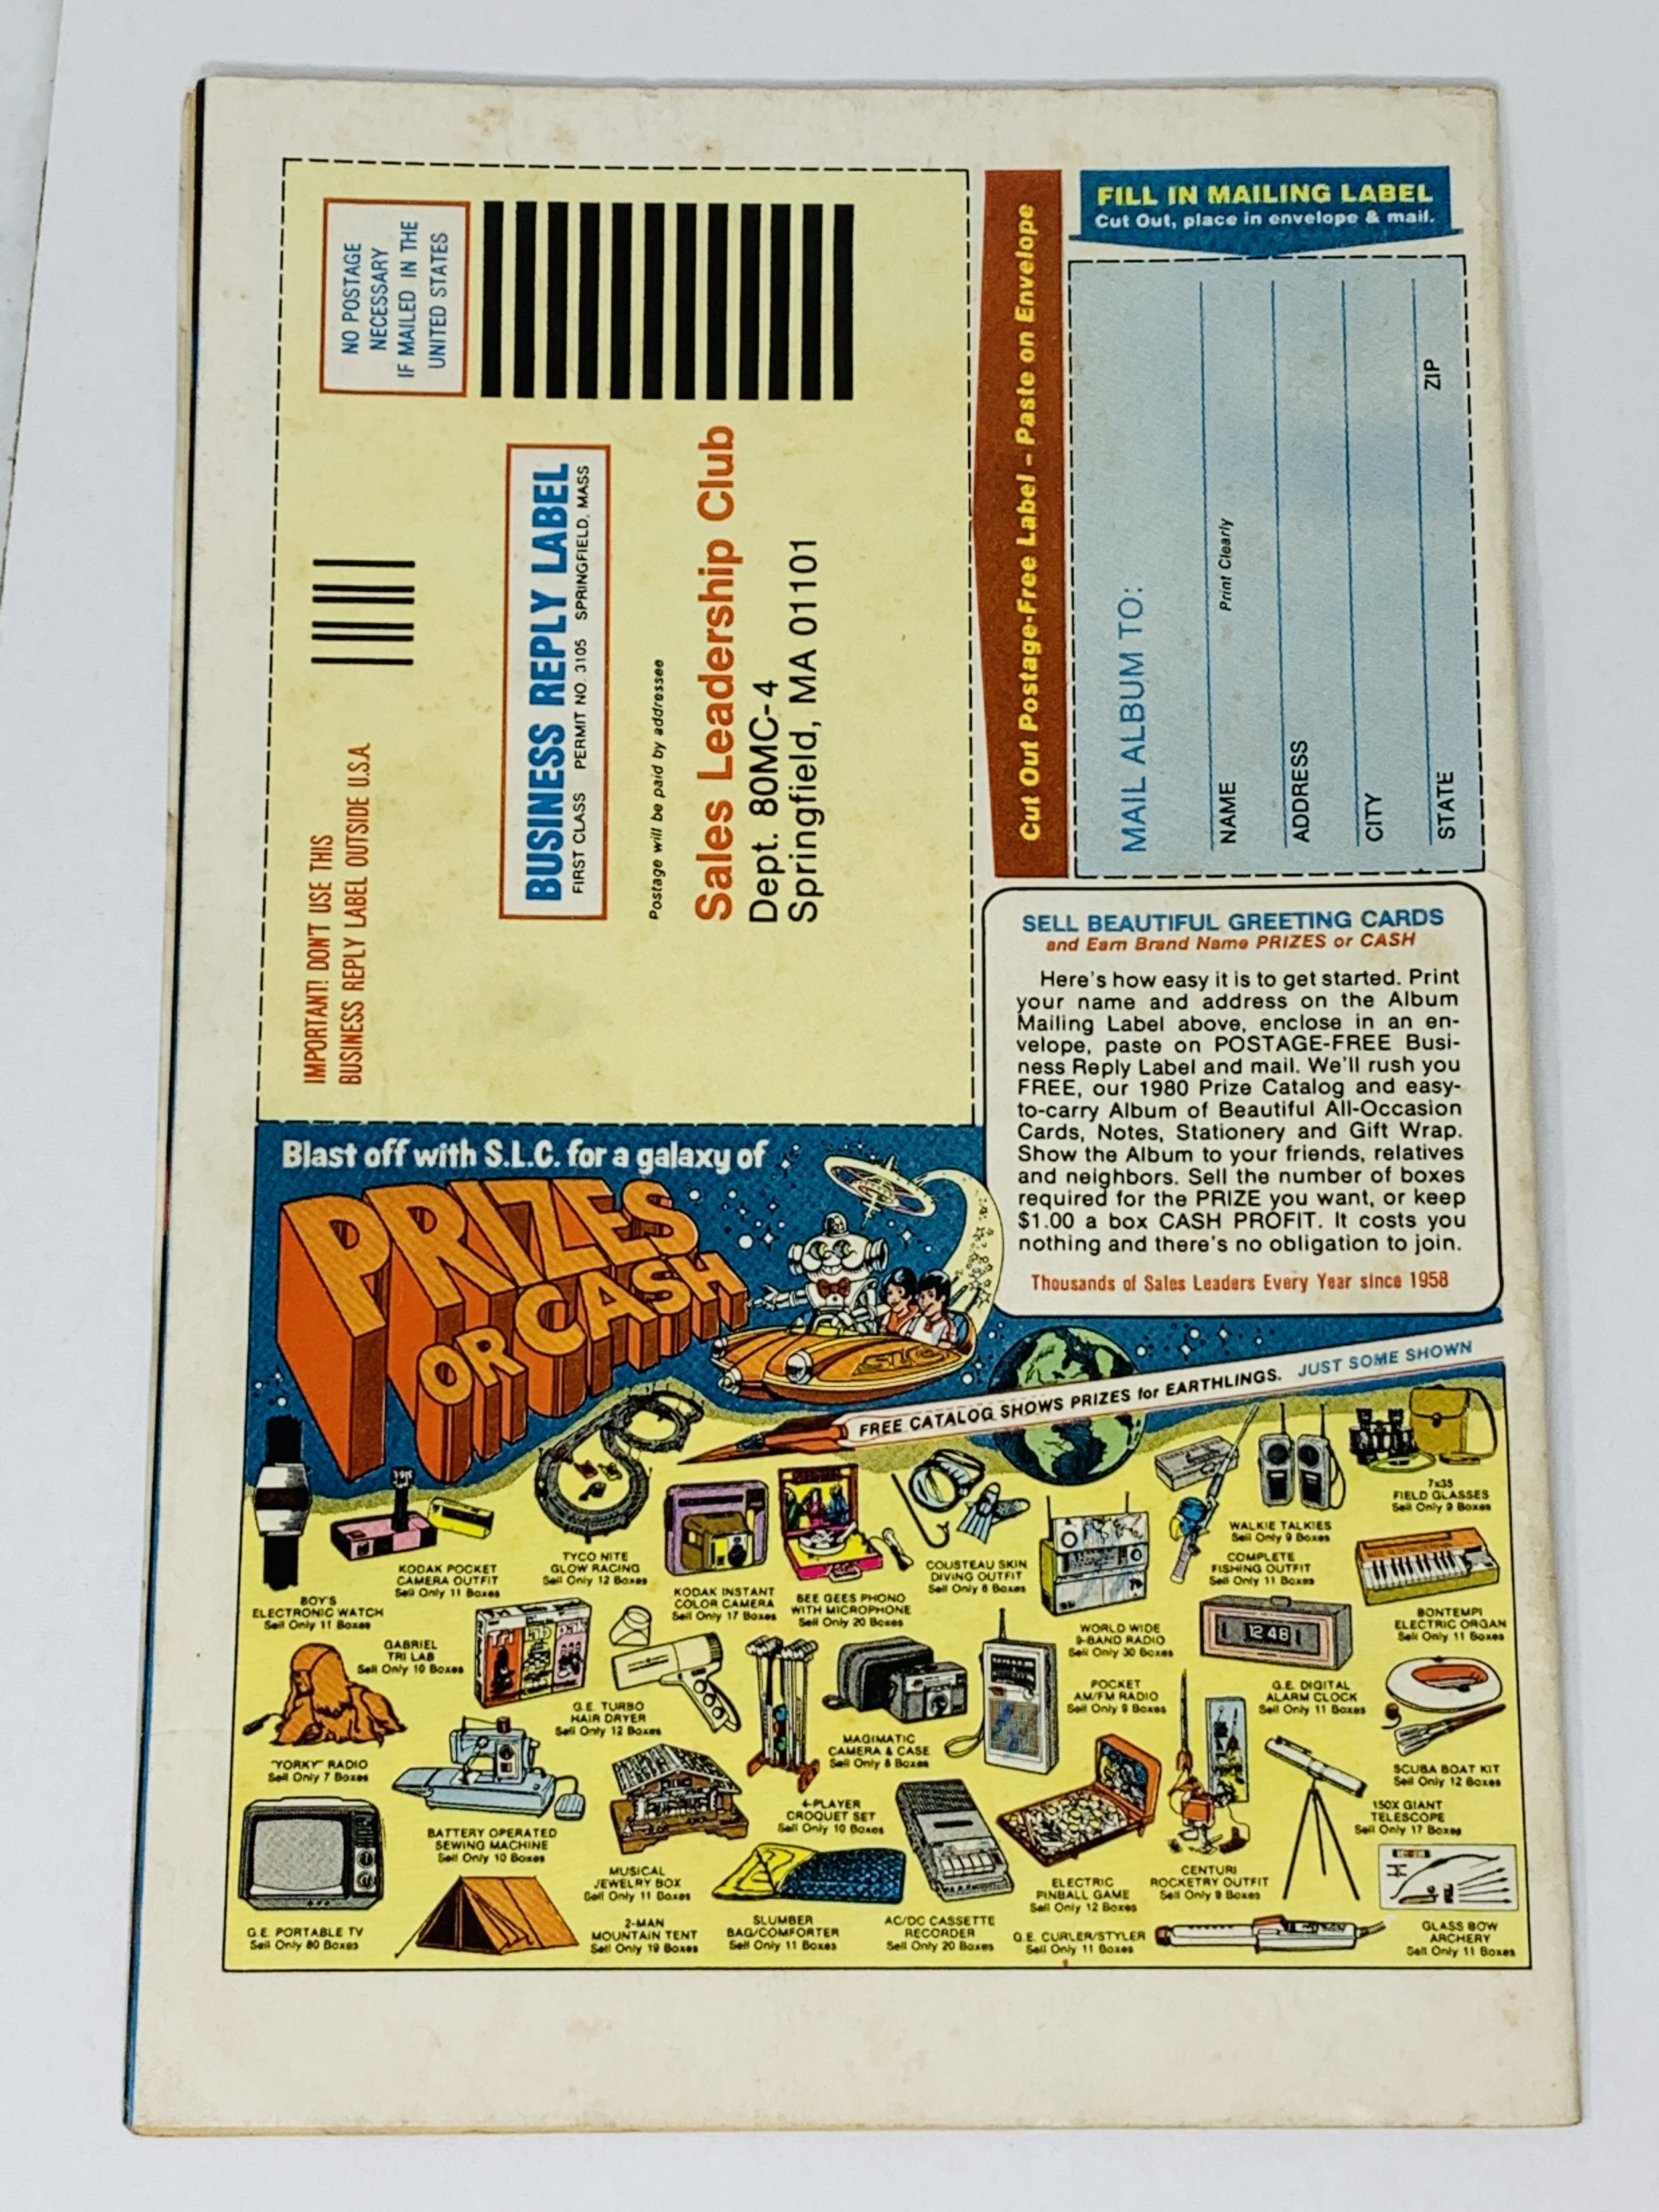 NO POSTAGE
NECESSARY
IF MAILED IN THE
UNITED STATES
IMPORTANT! DON'T USE THIS
BUSINESS REPLY LABEL OUTSIDE U.S.A.
BUSINESS REPLY LABEL
FIRST CLASS PERMIT NO. 3105 SPRINGFIELD, MASS
Postage will be paid by addressee
Sales Leadership Club
Dept. 80MC-4
Springfield, MA 01101
Cut Out Postage-Free Label - Paste on Envelope
FILL IN MAILING LABEL
Cut Out, place in envelope & mail.
MAIL ALBUM TO:
Print Clearly
NAME
ADDRESS
CITY
STATE ZIP
SELL BEAUTIFUL GREETING CARDS
and Earn Brand Name PRIZES or CASH
Here's how easy it is to get started. Print
your name and address on the Album
Mailing Label above, enclose in an en-
velope, paste on POSTAGE-FREE Busi-
ness Reply Label and mail. We'll rush you
FREE, our 1980 Prize Catalog and easy-
to-carry Album of Beautiful All-Occasion
Cards, Notes, Stationery and Gift Wrap.
Show the Album to your friends, relatives
and neighbors. Sell the number of boxes
required for the PRIZE you want, or keep
$1.00 a box CASH PROFIT. It costs you
nothing and there's no obligation to join.
Thousands of Sales Leaders Every Year since 1958
Blast off with S.L.C. for a galaxy of
PRIZES
OR CASH
SLC
FREE CATALOG SHOWS PRIZES for EARTHLINGS. JUST SOME SHOWN
BOY'S
ELECTRONIC WATCH
Sell Only 11 Boxes
KODAK POCKET
CAMERA OUTFIT
Sell Only 11 Boxes
TYCO NITE
GLOW RACING
Sell Only 12 Boxes
KODAK INSTANT
COLOR CAMERA
Sell Only 17 Boxes
BEE GEES PHONO
WITH MICROPHONE
Sell Only 20 Boxes
COUSTEAU SKIN
DIVING OUTFIT
Sell Only 8 Boxes
WORLD WIDE
9-BAND RADIO
Sell Only 30 Boxes
WALKIE TALKIES
Sell Only 9 Boxes
COMPLETE
FISHING OUTFIT
Sell Only 11 Boxes
7x35
FIELD GLASSES
Sell Only 9 Boxes
BONTEMPI
ELECTRIC ORGAN
Sell Only 11 Boxes
GABRIEL
TRI LAB
Sell Only 10 Boxes
tri lab pak
G.E. TURBO
HAIR DRYER
Sell Only 12 Boxes
MAGIMATIC
CAMERA & CASE
Sell Only 8 Boxes
POCKET
AM/FM RADIO
Sell Only 9 Boxes
12 48
G.E. DIGITAL
ALARM CLOCK
Sell Only 11 Boxes
SCUBA BOAT KIT
Sell Only 12 Boxes
"YORKY" RADIO
Sell Only 7 Boxes
BATTERY OPERATED
SEWING MACHINE
Sell Only 10 Boxes
4-PLAYER
CROQUET SET
Sell Only 10 Boxes
150X GIANT
TELESCOPE
Sell Only 17 Boxes
MUSICAL
JEWELRY BOX
Sell Only 11 Boxes
ELECTRIC
PINBALL GAME
Sell Only 12 Boxes
CENTURI
ROCKETRY OUTFIT
Sell Only 9 Boxes
G.E. PORTABLE TV
Sell Only 80 Boxes
2-MAN
MOUNTAIN TENT
Sell Only 19 Boxes
SLUMBER
BAG/COMFORTER
Sell Only 11 Boxes
AC/DC CASSETTE
RECORDER
Sell Only 20 Boxes
G.E. CURLER/STYLER
Sell Only 11 Boxes
GLASS BOW
ARCHERY
Sell Only 11 Boxes